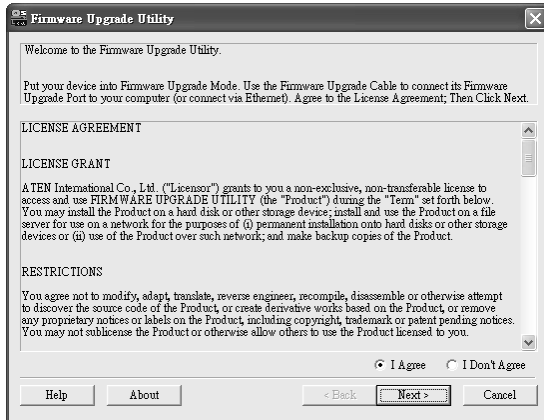 Firmware Upgrade Utility
Welcome to the Firmware Upgrade Utility.
Put your device into Firmware Upgrade Mode. Use the Firmware Upgrade Cable to connect its Firmware
Upgrade Port to your computer (or connect via Ethernet). Agree to the License Agreement; Then Click Next.
LICENSE AGREEMENT
LICENSE GRANT
ATEN International Co., Ltd. ("Licensor") grants to you a non-exclusive, non-transferable license to
access and use FIRMWARE UPGRADE UTILITY (the "Product") during the "Term" set forth below.
You may install the Product on a hard disk or other storage device; install and use the Product on a file
server for use on a network for the purposes of (i) permanent installation onto hard disks or other storage
devices or (ii) use of the Product over such network; and make backup copies of the Product.
RESTRICTIONS
You agree not to modify, adapt, translate, reverse engineer, recompile, disassemble or otherwise attempt
to discover the source code of the Product, or create derivative works based on the Product, or remove
any proprietary notices or labels on the Product, including copyright, trademark or patent pending notices.
You may not sublicense the Product or otherwise allow others to use the Product licensed to you.
I Agree I Don't Agree
Help About < Back Next > Cancel